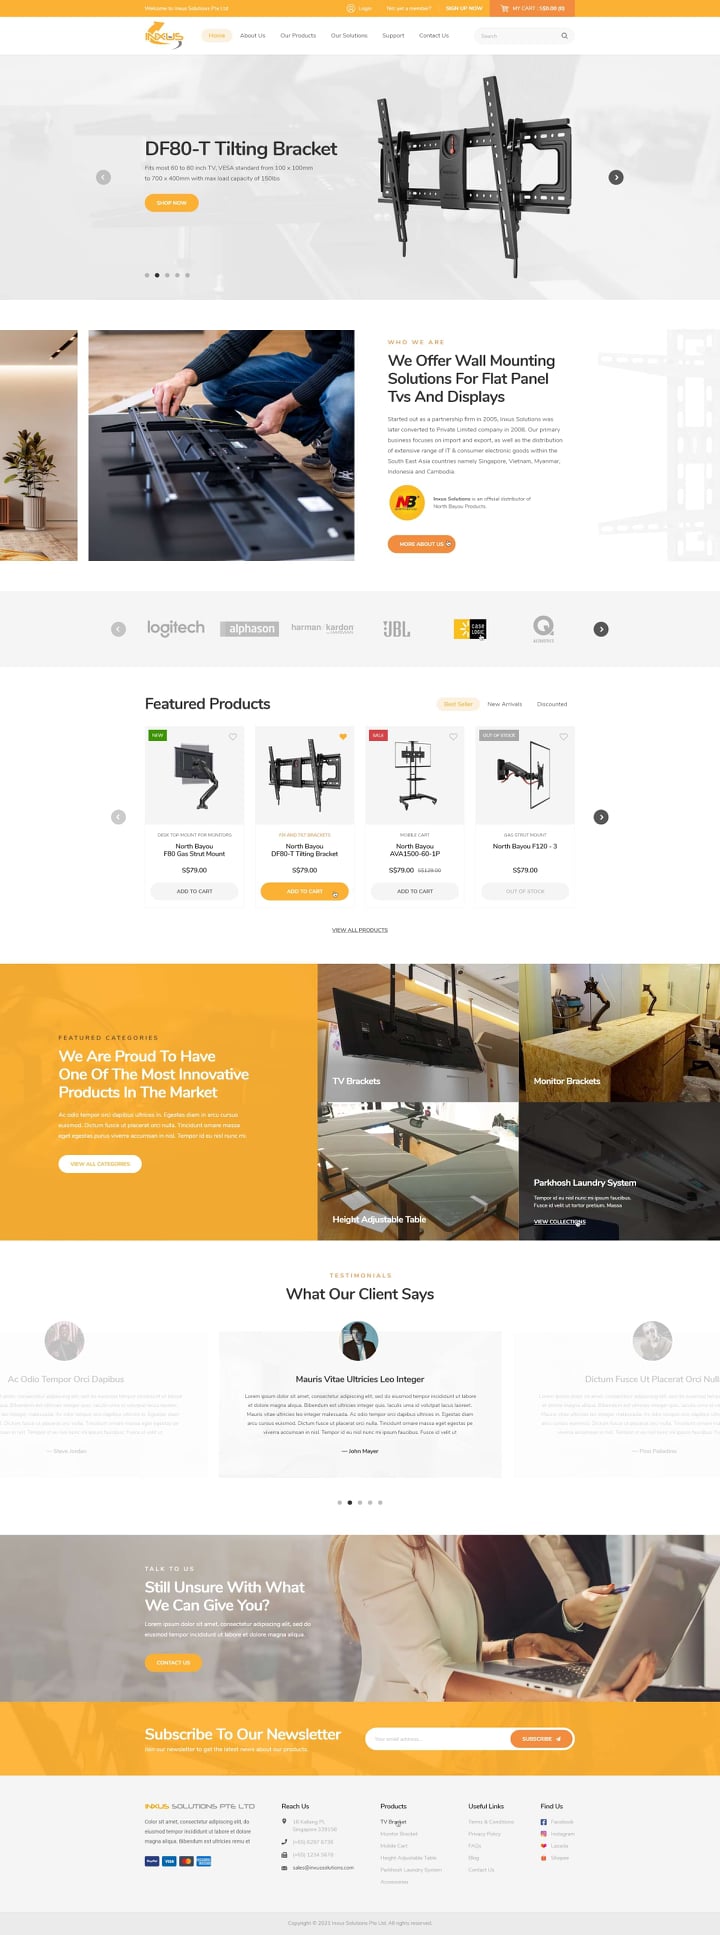 Welcome to Inxus Solutions Pte Ltd
Login
Not yet a member?
SIGN UP NOW
MY CART : S$0.00 (0)
INXUS
Home
About Us
Our Products
Our Solutions
Support
Contact Us
Search
DF80-T Tilting Bracket
Fits most 60 to 80 inch TV, VESA standard from 100 x 100mm
to 700 x 400mm with max load capacity of 150lbs
SHOP NOW
WHO WE ARE
We Offer Wall Mounting
Solutions For Flat Panel
Tvs And Displays
Started out as a partnership firm in 2005, Inxus Solutions was
later converted to Private Limited company in 2008. Our primary
business focuses on import and export, as well as the distribution
of extensive range of IT & consumer electronic goods within the
South East Asia countries namely Singapore, Vietnam, Myanmar,
Indonesia and Cambodia.
NB
Inxus Solutions is an official distributor of
North Bayou Products
MORE ABOUT US
logitech
alphason
harman/kardon
by HARMAN
JBL
case
LOGIC
Q
ACOUSTICS
Featured Products
Best Seller
New Arrivals
Discounted
NEW
DESK TOP MOUNT FOR MONITORS
North Bayou
F80 Gas Strut Mount
S$79.00
ADD TO CART
FIX AND TILT BRACKETS
North Bayou
DF80-T Tilting Bracket
S$79.00
ADD TO CART
SALE
MOBILE CART
North Bayou
AVA1500-60-1P
S$79.00 S$129.00
ADD TO CART
OUT OF STOCK
GAS STRUT MOUNT
North Bayou F120 - 3
S$79.00
OUT OF STOCK
VIEW ALL PRODUCTS
FEATURED CATEGORIES
We Are Proud To Have
One Of The Most Innovative
Products In The Market
Ac odio tempor orci dapibus ultrices in. Egestas diam in arcu cursus
euismod. Dictum fusce ut placerat orci nulla. Tincidunt ornare massa
eget egestas purus viverra accumsan in nisl. Tempor id eu nisl nunc mi.
VIEW ALL CATEGORIES
TV Brackets
Monitor Brackets
Height Adjustable Table
Parkhosh Laundry System
Tempor id eu nisl nunc mi ipsum faucibus.
Fusce id velit ut tortor pretium. Massa
VIEW COLLECTIONS
TESTIMONIALS
What Our Client Says
Ac Odio Tempor Orci Dapibus
— Steve Jordan
Mauris Vitae Ultricies Leo Integer
Lorem ipsum dolor sit amet, consectetur adipiscing elit, sed do eiusmod tempor incididunt ut labore
et dolore magna aliqua. Bibendum est ultricies integer quis. Iaculis urna id volutpat lacus laoreet.
Mauris vitae ultricies leo integer malesuada. Ac odio tempor orci dapibus ultrices in. Egestas diam
arcu cursus euismod. Dictum fusce ut placerat orci nulla. Tincidunt ornare massa eget egestas pe
viverra accumsan in nisl. Tempor id eu nisl nunc mi ipsum faucibus. Fusce id velit ut
— John Mayer
Dictum Fusce Ut Placerat Orci Null
— Pino Paladino
TALK TO US
Still Unsure With What
We Can Give You?
Lorem ipsum dolor sit amet, consectetur adipiscing elit, sed do
eiusmod tempor incididunt ut labore et dolore magna aliqua.
CONTACT US
Subscribe To Our Newsletter
Join our newsletter to get the latest news about our products.
Your email address...
SUBSCRIBE
INXUS SOLUTIONS PTE LTD
Dolor sit amet, consectetur adipiscing elit, do
eiusmod tempor incididunt ut labore et dolore
magna aliqua. Bibendum est ultricies remu et
PayPal
VISA
Reach Us
16 Kallang Pl,
Singapore 339156
(+65) 6297 6736
(+65) 1234 5678
sales@inxussolutions.com
Products
TV Bracket
Monitor Bracket
Mobile Cart
Height Adjustable Table
Parkhosh Laundry System
Accessories
Useful Links
Terms & Conditions
Privacy Policy
FAQs
Blog
Contact Us
Find Us
Facebook
Instagram
Lazada
Shopee
Copyright © 2021 Inxus Solutions Pte Ltd. All rights reserved.